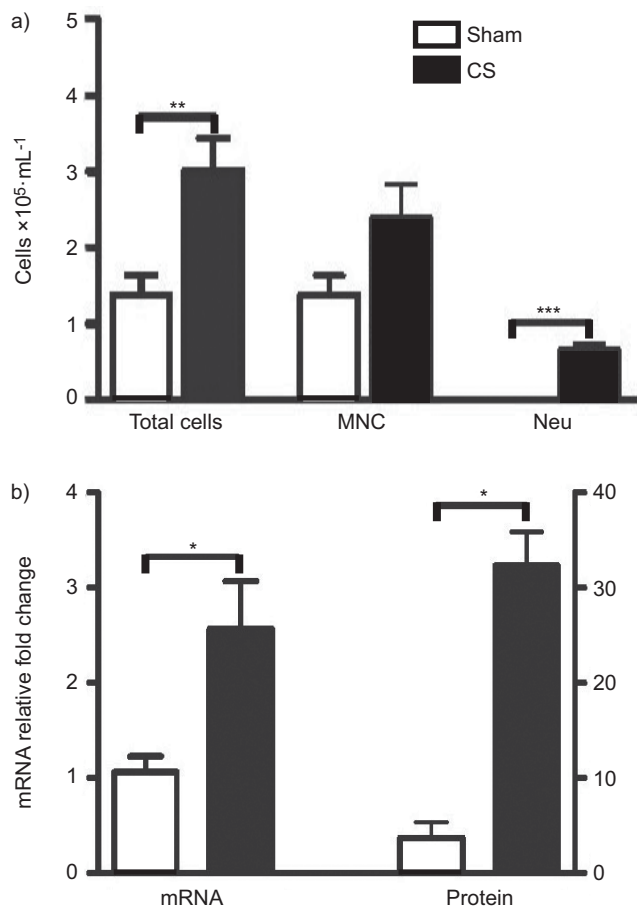 a)
Sham
CS
Cells ×10⁵·mL⁻¹
5
4
3
2
1
0
**
***
Total cells MNC Neu
b)
mRNA relative fold change
4
3
2
1
0
*
*
40
30
20
10
0
mRNA Protein